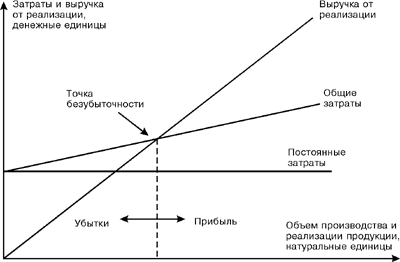 Затраты и выручка
от реализации,
денежные единицы
Выручка от
реализации
Точка
безубыточности
Общие
затраты
Постоянные
затраты
Убытки
Прибыль
Объем производства и
реализации продукции,
натуральные единицы